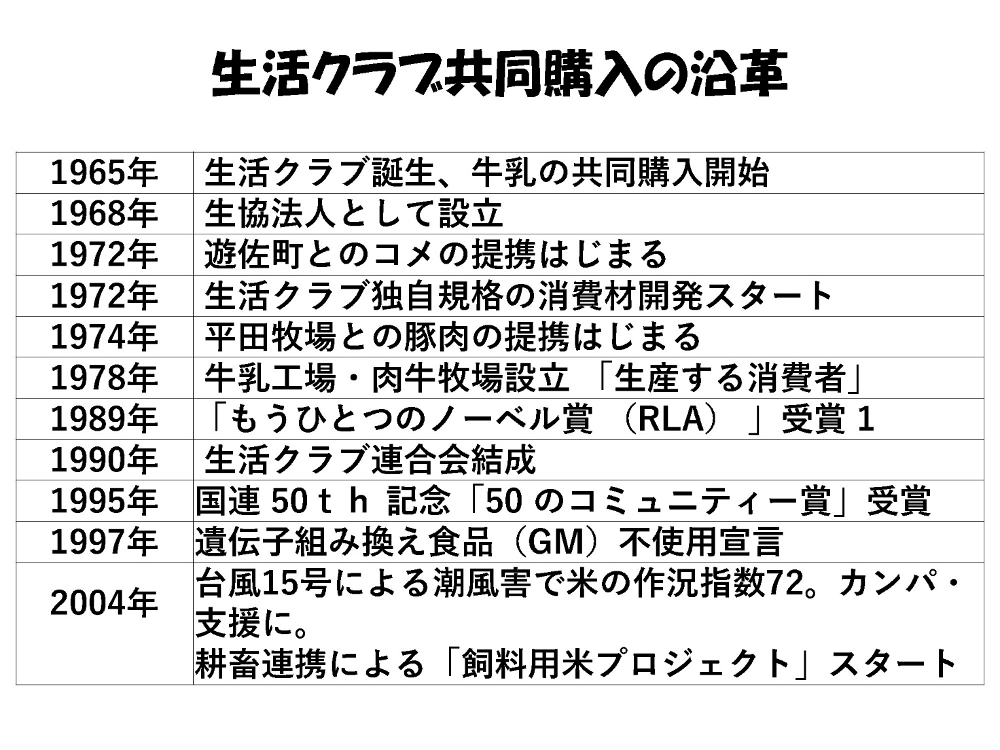 生活クラブ共同購入の沿革
1965年 生活クラブ誕生、牛乳の共同購入開始
1968年 生協法人として設立
1972年 遊佐町とのコメの提携はじまる
1972年 生活クラブ独自規格の消費材開発スタート
1974年 平田牧場との豚肉の提携はじまる
1978年 牛乳工場・肉牛牧場設立 「生産する消費者」
1989年 「もうひとつのノーベル賞 （RLA） 」受賞 1
1990年 生活クラブ連合会結成
1995年 国連 50ｔｈ 記念「50 のコミュニティー賞」受賞
1997年 遺伝子組み換え食品（GM）不使用宣言
2004年 台風15号による潮風害で米の作況指数72。カンパ・
支援に。
耕畜連携による「飼料用米プロジェクト」スタート